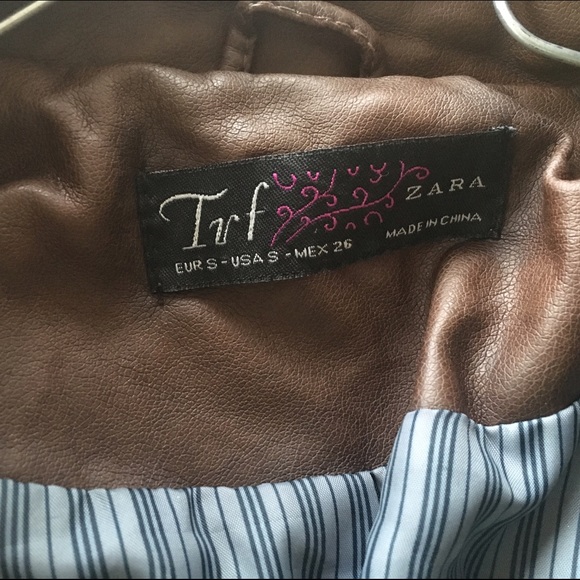 Trf ZARA
EUR S - USA S - MEX 26 MADE IN CHINA